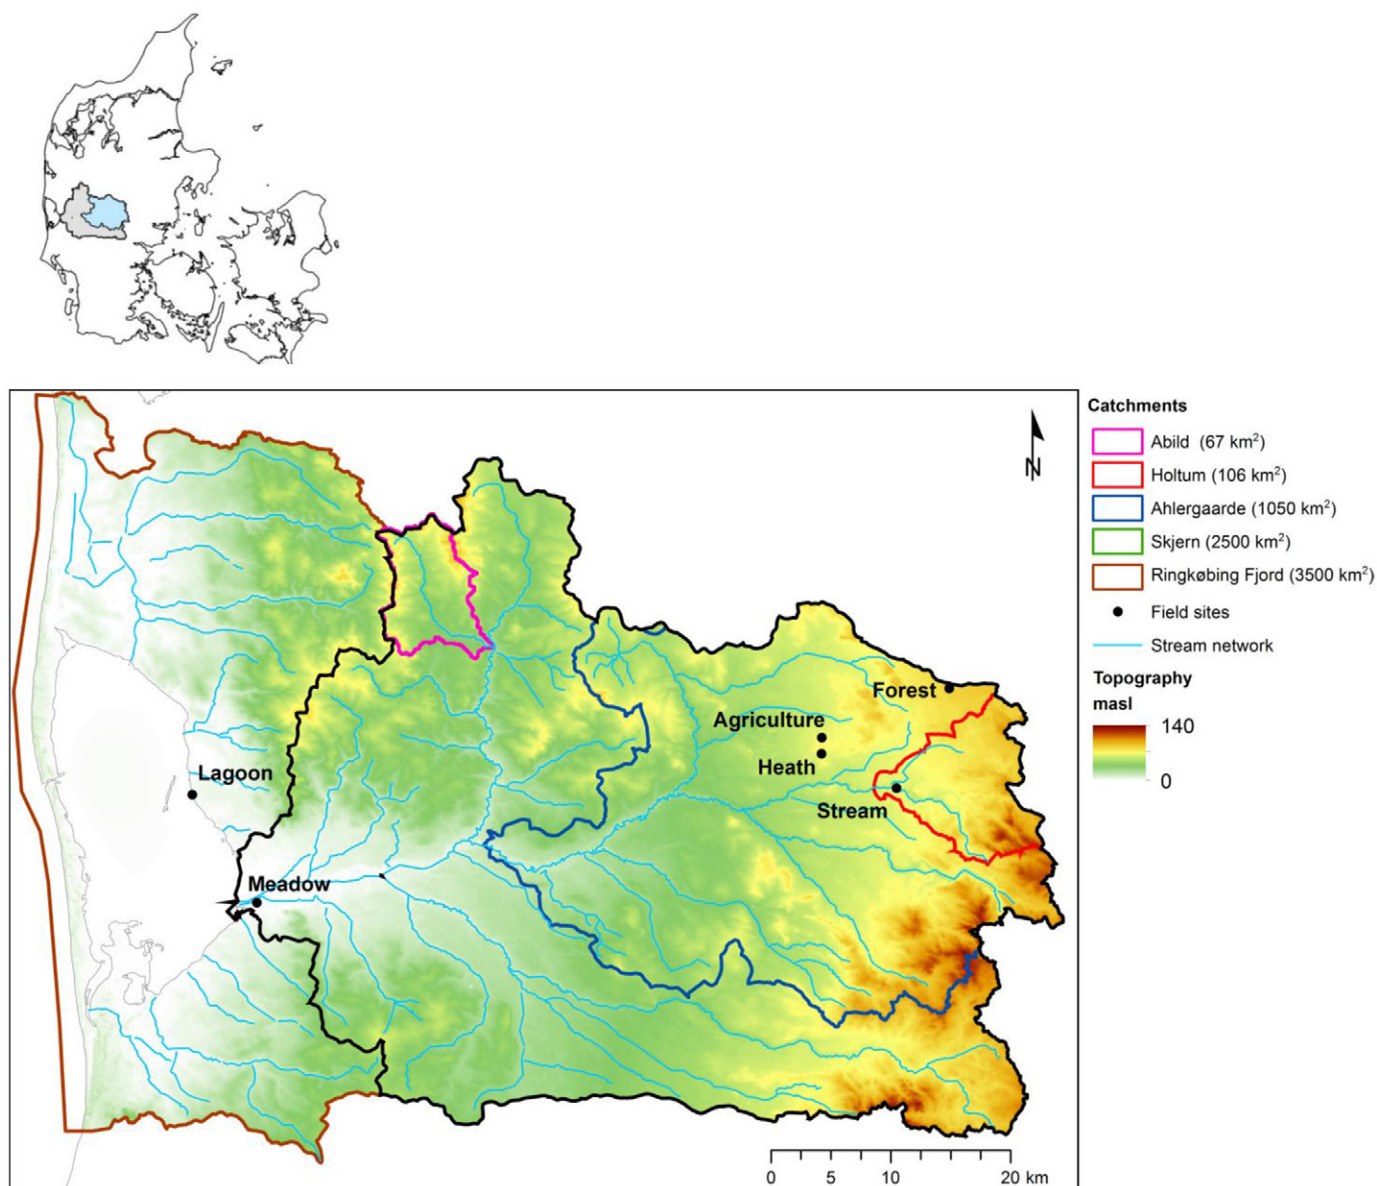 N
Lagoon
Meadow
Forest
Agriculture
Heath
Stream
0 5 10 20 km
Catchments
Abild (67 km²)
Holtum (106 km²)
Ahlergaarde (1050 km²)
Skjern (2500 km²)
Ringkøbing Fjord (3500 km²)
Field sites
Stream network
Topography
masl
140
0